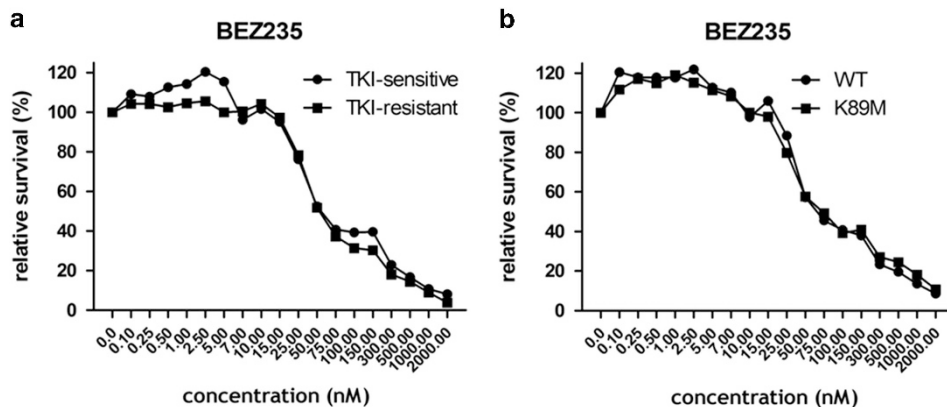 a
BEZ235
120
100
80
60
40
20
0
relative survival (%)
TKI-sensitive
TKI-resistant
0.0 0.10 0.25 0.50 1.00 2.50 5.00 7.00 10.00 15.00 25.00 50.00 75.00 100.00 150.00 300.00 500.00 1000.00 2000.00
concentration (nM)
b
BEZ235
120
100
80
60
40
20
0
relative survival (%)
WT
K89M
0.0 0.10 0.25 0.50 1.00 2.50 5.00 7.00 10.00 15.00 25.00 50.00 75.00 100.00 150.00 300.00 500.00 1000.00 2000.00
concentration (nM)